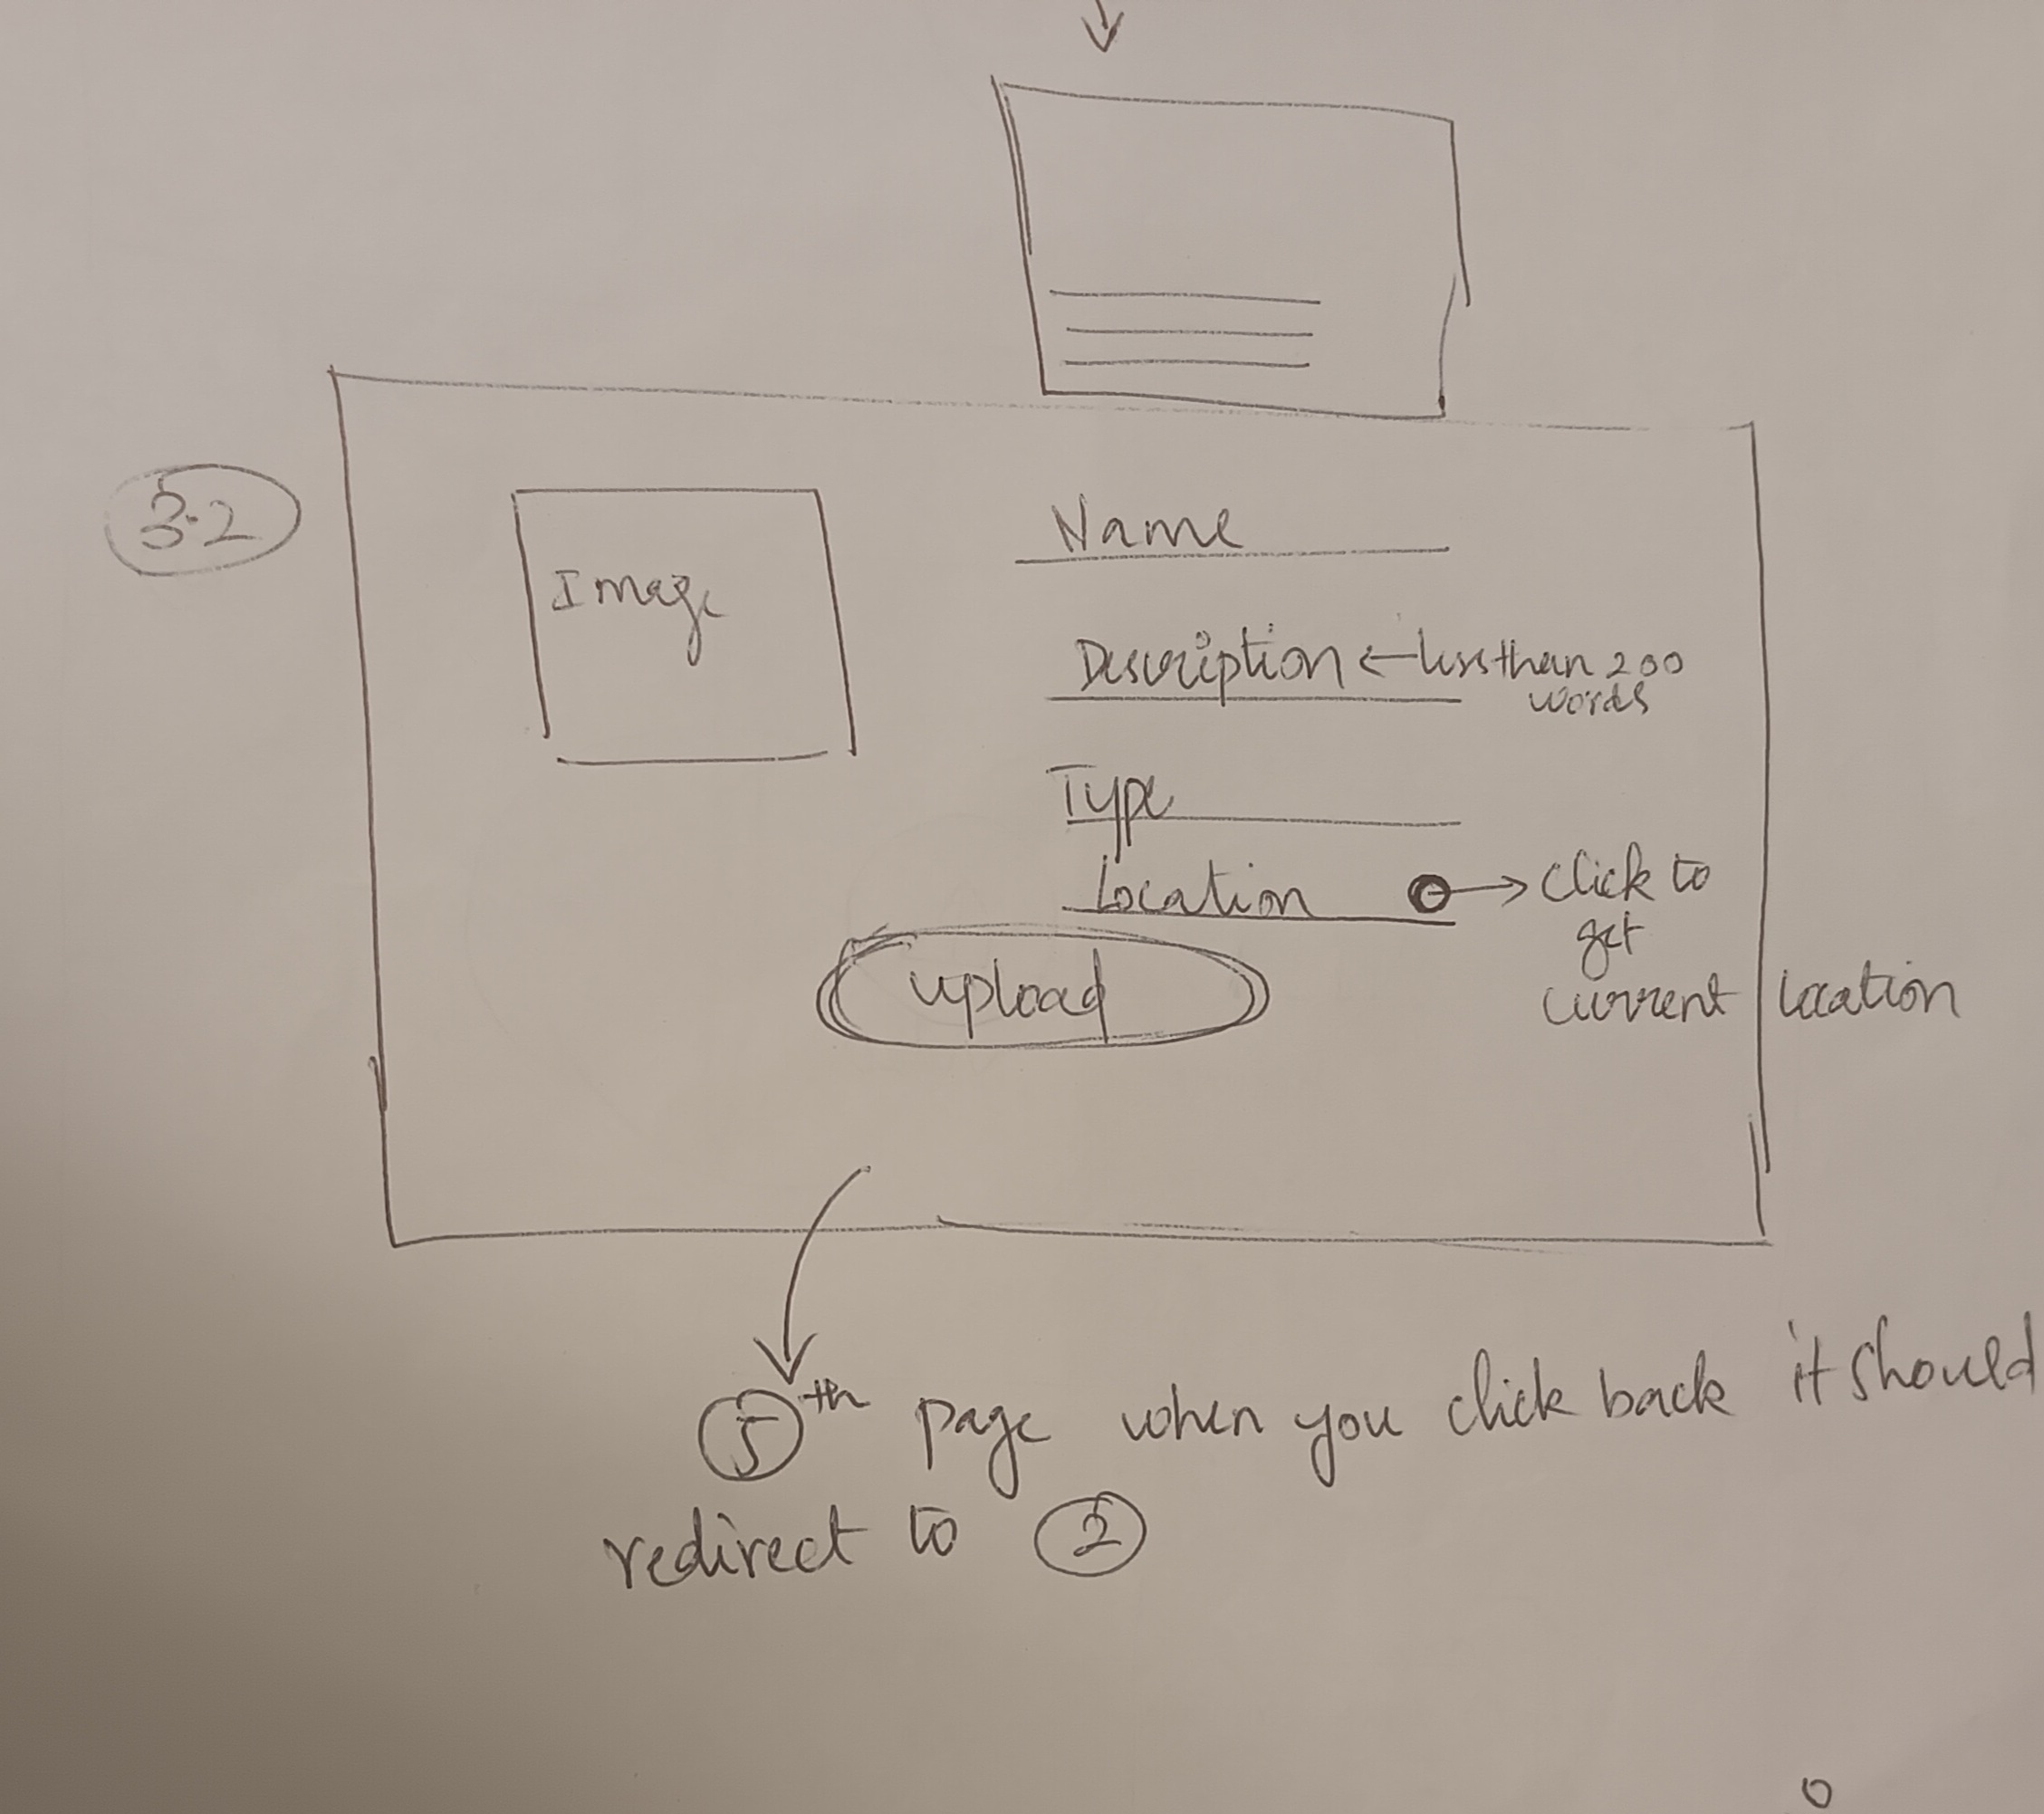 3.2
Image
Name
Description ← less than 200
words
Type
Location → click to
get
current location
upload
5th page when you click back it should
redirect to 2